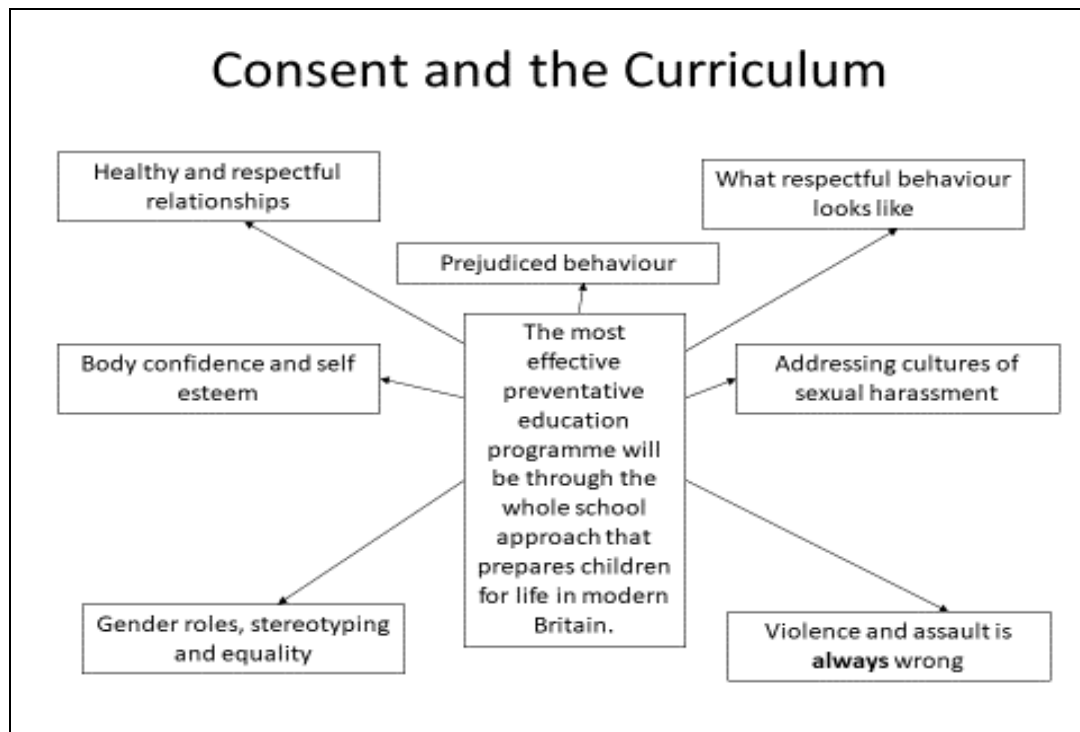 Consent and the Curriculum
Healthy and respectful
relationships
What respectful behaviour
looks like
Prejudiced behaviour
The most
effective
preventative
education
programme will
be through the
whole school
approach that
prepares children
for life in modern
Britain.
Body confidence and self
esteem
Addressing cultures of
sexual harassment
Gender roles, stereotyping
and equality
Violence and assault is
always wrong